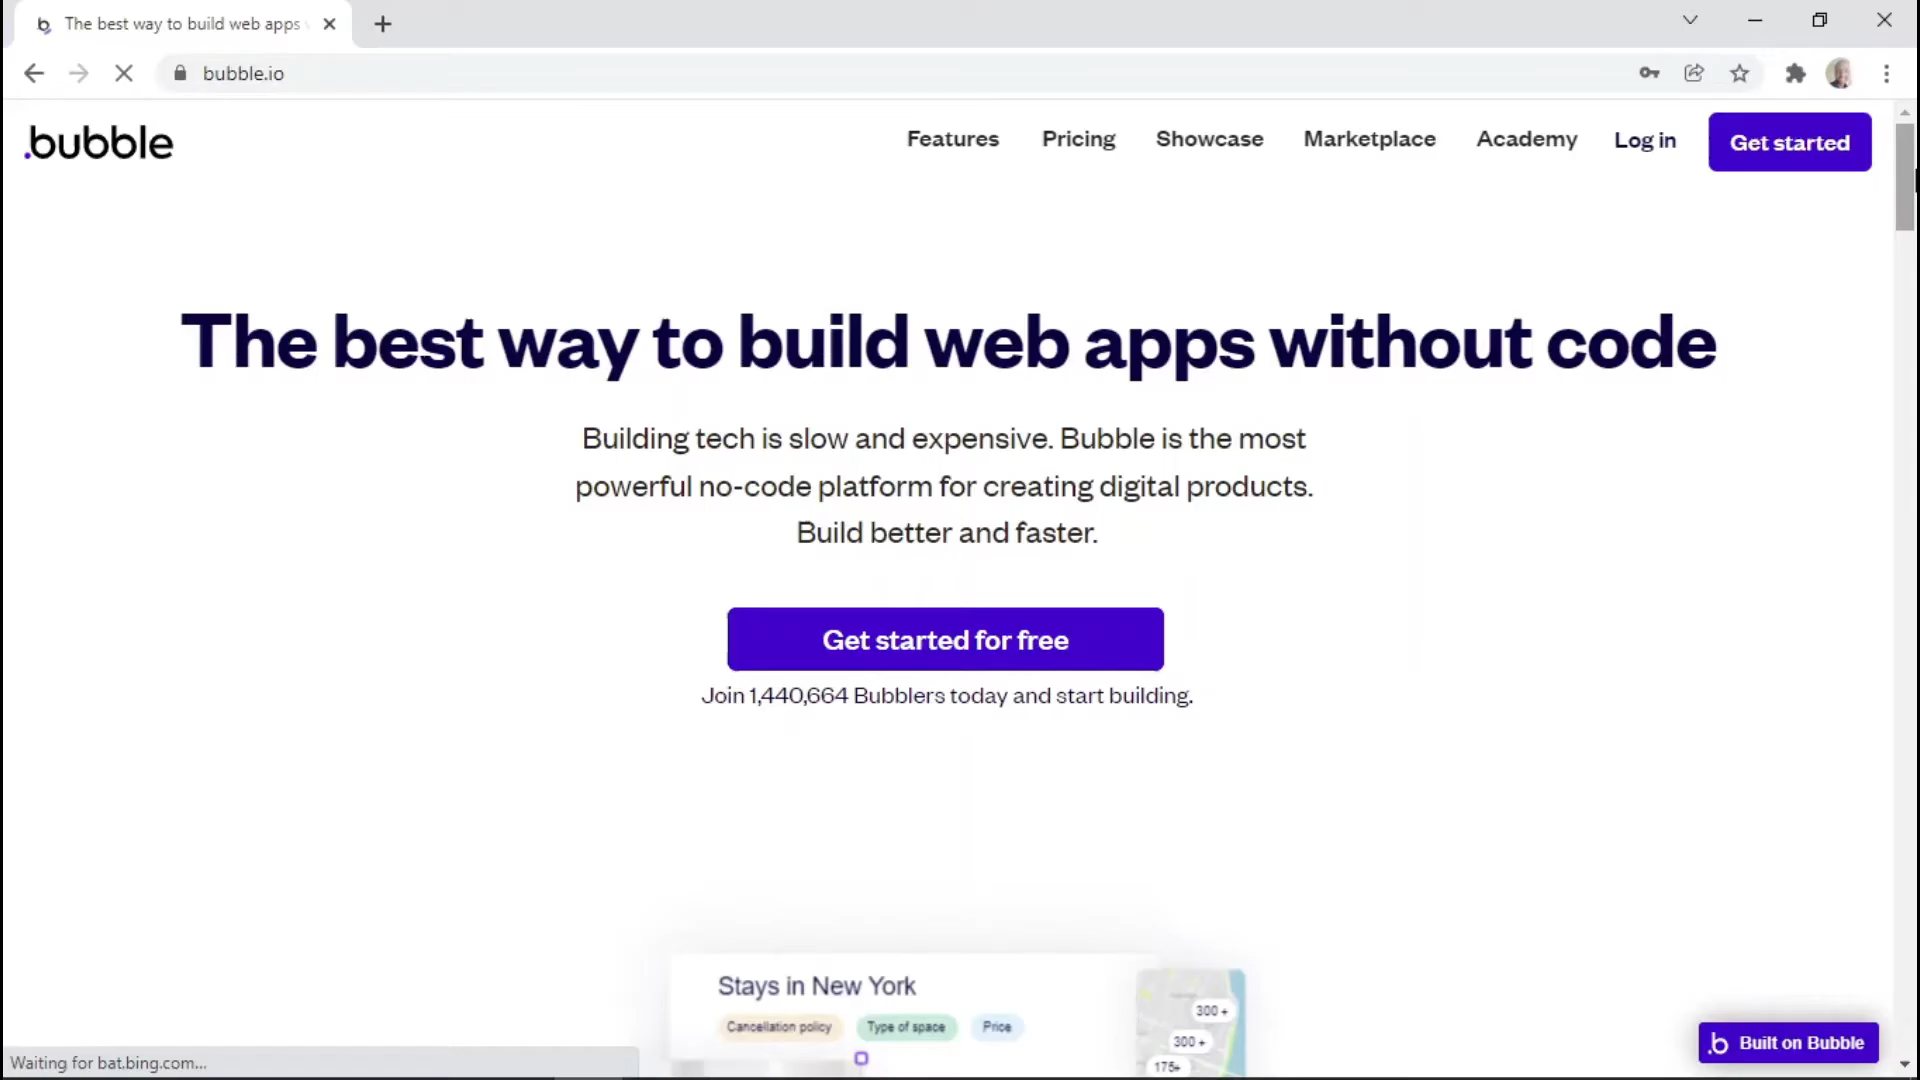 The best way to build web apps
bubble.io
.bubble
Features
Pricing
Showcase
Marketplace
Academy
Log in
Get started
The best way to build web apps without code
Building tech is slow and expensive. Bubble is the most
powerful no-code platform for creating digital products.
Build better and faster.
Get started for free
Join 1,440,664 Bubblers today and start building.
Stays in New York
Cancellation policy
Type of space
Price
300 +
300 +
175+
.b Built on Bubble
Waiting for bat.bing.com...